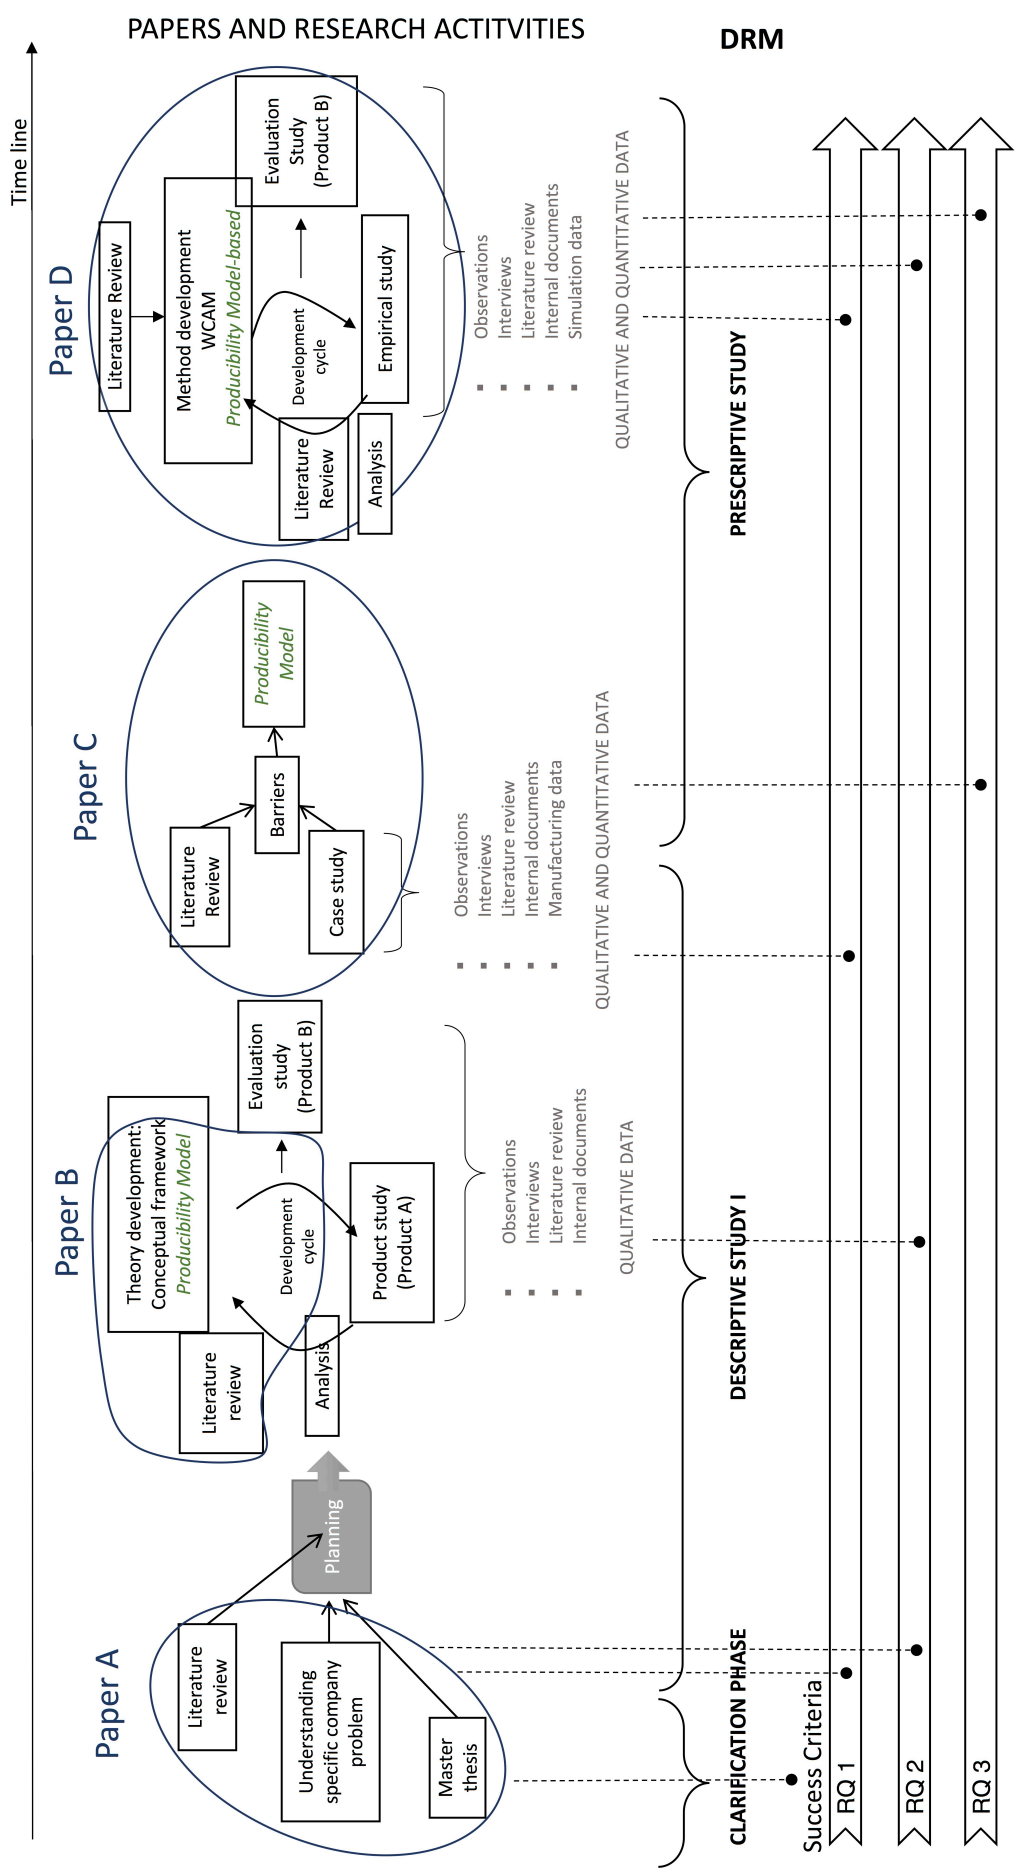 PAPERS AND RESEARCH ACTITVITIES
DRM
Time line
Paper A
Literature
review
Understanding
specific company
problem
Master
thesis
Planning
Paper B
Theory development:
Conceptual framework
Producibility Model
Literature
review
Development
cycle
Analysis
Product study
(Product A)
Evaluation
study
(Product B)
Observations
Interviews
Literature review
Internal documents
QUALITATIVE DATA
Paper C
Literature
Review
Case study
Barriers
Producibility
Model
Observations
Interviews
Literature review
Internal documents
Manufacturing data
QUALITATIVE AND QUANTITATIVE DATA
Paper D
Literature Review
Method development
WCAM
Producibility Model-based
Development
cycle
Literature
Review
Analysis
Empirical study
Evaluation
Study
(Product B)
Observations
Interviews
Literature review
Internal documents
Simulation data
QUALITATIVE AND QUANTITATIVE DATA
CLARIFICATION PHASE
DESCRIPTIVE STUDY I
PRESCRIPTIVE STUDY
Success Criteria
RQ 1
RQ 2
RQ 3